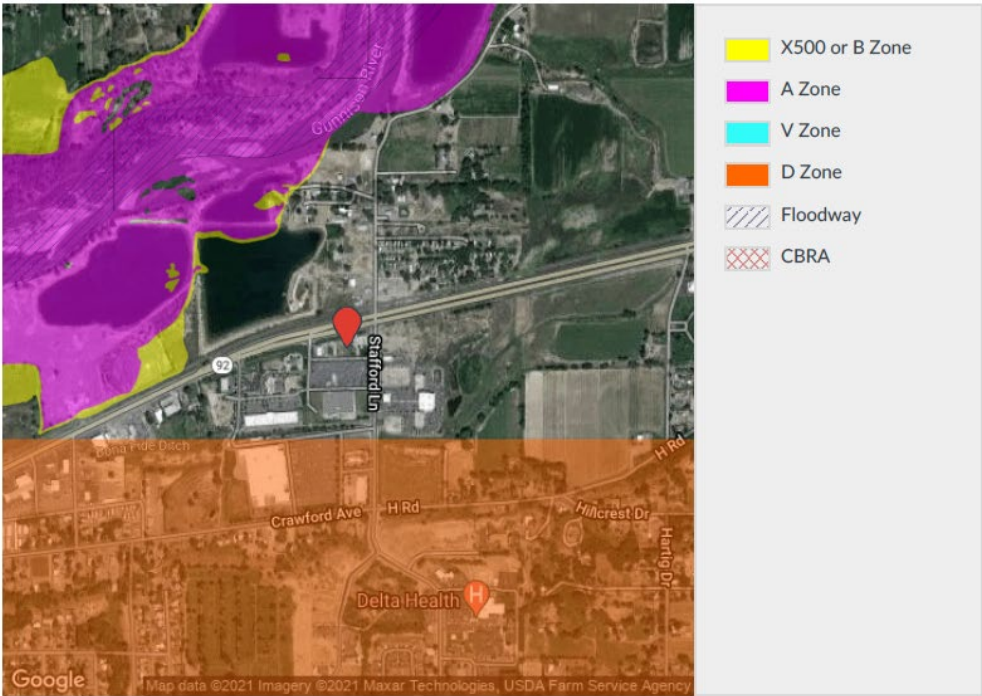 X500 or B Zone
A Zone
V Zone
D Zone
Floodway
CBRA
Gunnison River
92
Stafford Ln
Bona Fide Ditch
H Rd
Crawford Ave
H Rd
Hillcrest Dr
Hartig Dr
Delta Health
H
Google
Map data ©2021 Imagery ©2021 Maxar Technologies, USDA Farm Service Agency